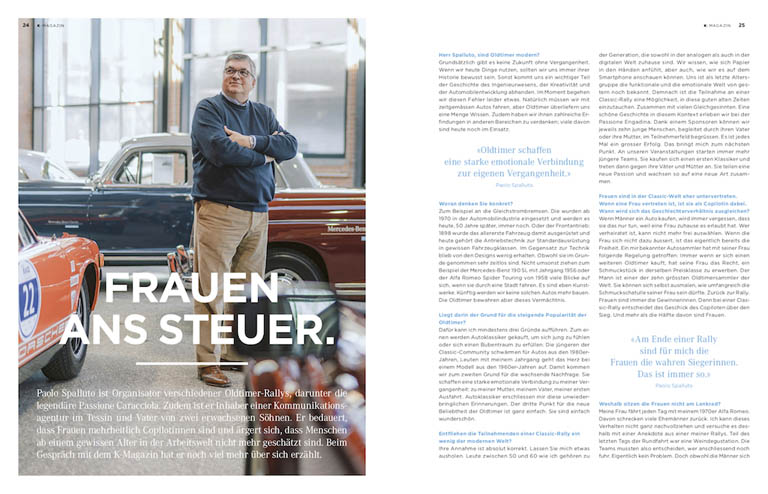 24
K-MAGAZIN
FRAUEN
ANS STEUER.
Paolo Spalluto ist Organisator verschiedener Oldtimer-Rallys, darunter die
legendäre Passione Caracciola. Zudem ist er Inhaber einer Kommunikations-
agentur im Tessin und Vater von zwei erwachsenen Söhnen. Er bedauert,
dass Frauen mehrheitlich Copilotinnen sind und ärgert sich, dass Menschen
ab einem gewissen Alter in der Arbeitswelt nicht mehr geschätzt sind. Beim
Gespräch mit dem K-Magazin hat er noch viel mehr über sich erzählt.
22
PORSCHE
Mercedes-Benz
K-MAGAZIN
25
Herr Spalluto, sind Oldtimer modern?
Grundsätzlich gibt es keine Zukunft ohne Vergangenheit.
Wenn wir heute Dinge nutzen, sollten wir uns immer ihrer
Historie bewusst sein. Sonst kommt uns ein wichtiger Teil
der Geschichte des Ingenieurwesens, der Kreativität und
der Automobilentwicklung abhanden. Im Moment begehen
wir diesen Fehler leider etwas. Natürlich müssen wir mit
zeitgemässen Autos fahren, aber Oldtimer überliefern uns
eine Menge Wissen. Zudem haben wir ihnen zahlreiche Er-
findungen in anderen Bereichen zu verdenken; viele davon
sind heute noch im Einsatz.
«Oldtimer schaffen
eine starke emotionale Verbindung
zur eigenen Vergangenheit.»
Paolo Spalluto
Woran denken Sie konkret?
Zum Beispiel an die Gleichstrombremsen. Die wurden ab
1970 in der Automobilindustrie eingesetzt und werden es
heute, 50 Jahre später, immer noch. Oder der Frontantrieb:
1898 wurde das allererste Fahrzeug damit ausgerüstet und
heute gehört die Antriebstechnik zur Standardausrüstung
in gewissen Fahrzeugklassen. Im Gegensatz zur Technik
blieb von den Designs wenig erhalten. Obwohl sie im Grun-
de genommen sehr zeitlos sind. Nicht umsonst ziehen zum
Beispiel der Mercedes-Benz 190 SL mit Jahrgang 1956 oder
der Alfa Romeo Spider Touring von 1958 viele Blicke auf
sich, wenn sie durch eine Stadt fahren. Es sind eben Kunst-
werke. Künftig werden wir keine solchen Autos mehr bauen.
Die Oldtimer bewahren aber dieses Vermächtnis.
Liegt darin der Grund für die steigende Popularität der
Oldtimer?
Dafür kann ich mindestens drei Gründe aufführen. Zum ei-
nen werden Autoklassiker gekauft, um sich jung zu fühlen
oder sich einen Bubentraum zu erfüllen. Die jüngeren der
Classic-Community schwärmen für Autos aus den 1980er-
Jahren, Leuten mit meinem Jahrgang geht das Herz bei
einem Modell aus den 1960er-Jahren auf. Damit kommen
wir zum zweiten Grund für die wachsende Nachfrage: Sie
schaffen eine starke emotionale Verbindung zu meiner Ver-
gangenheit: zu meiner Mutter, meinem Vater, meiner ersten
Ausfahrt. Autoklassiker erschliessen mir diese unwieder-
bringlichen Erinnerungen. Der dritte Punkt für die neue
Beliebtheit der Oldtimer ist ganz einfach: Sie sind einfach
wunderschön.
Entfliehen die Teilnehmenden einer Classic-Rally ein
wenig der modernen Welt?
Ihre Annahme ist absolut korrekt. Lassen Sie mich etwas
ausholen. Leute zwischen 50 und 60 wie ich gehören zu
der Generation, die sowohl in der analogen als auch in der
digitalen Welt zuhause sind. Wir wissen, wie sich Papier
in den Händen anfühlt, aber auch, wie wir es auf dem
Smartphone anschauen können. Uns ist als letzte Alters-
gruppe die funktionale und die emotionale Welt von ges-
tern noch bekannt. Demnach ist die Teilnahme an einer
Classic-Rally eine Möglichkeit, in diese guten alten Zeiten
einzutauchen. Zusammen mit vielen Gleichgesinnten. Eine
schöne Geschichte in diesem Kontext erleben wir bei der
Passione Engadina. Dank einem Sponsoren können wir
jeweils zehn junge Menschen, begleitet durch ihren Vater
oder ihre Mutter, im Teilnehmerfeld begrüssen. Es ist jedes
Mal ein grosser Erfolg. Das bringt mich zum nächsten
Punkt. An unseren Veranstaltungen starten immer mehr
jüngere Teams. Sie kaufen sich einen ersten Klassiker und
treten dann gegen ihre Väter und Mütter an. Sie teilen eine
neue Passion und wachsen so auf eine neue Art zusam-
men.
Frauen sind in der Classic-Welt eher untervertreten.
Wenn eine Frau vertreten ist, ist sie als Copilotin dabei.
Wann wird sich das Geschlechterverhältnis ausgleichen?
Wenn Männer ein Auto kaufen, wird immer vergessen, dass
sie das nur tun, weil eine Frau zuhause es erlaubt hat. Wer
verheiratet ist, kann nicht mehr frei auswählen. Wenn die
Frau sich nicht dazu äussert, ist das eigentlich bereits die
Freiheit. Ein mir bekannter Autosammler hat mit seiner Frau
folgende Regelung getroffen: Immer wenn er sich einen
weiteren Oldtimer kauft, hat seine Frau das Recht, ein
Schmuckstück in derselben Preisklasse zu erwerben. Der
Mann ist einer der zehn grössten Oldtimersammler der
Welt. Sie können sich selbst ausmalen, wie umfangreich die
Schmuckschatulle seiner Frau sein dürfte. Zurück zur Rally.
Frauen sind immer die Gewinnerinnen. Denn bei einer Clas-
sic-Rally entscheidet das Geschick des Copiloten über den
Sieg. Und mehr als die Hälfte davon sind Frauen.
«Am Ende einer Rally
sind für mich die
Frauen die wahren Siegerinnen.
Das ist immer so.»
Paolo Spalluto
Weshalb sitzen die Frauen nicht am Lenkrad?
Meine Frau fährt jeden Tag mit meinem 1970er Alfa Romeo.
Davon schrecken viele Ehemänner zurück. Ich kann dieses
Verhalten nicht ganz nachvollziehen und versuche es des-
halb mit einer Anekdote aus einer meiner Rallys. Teil des
letzten Tags der Rundfahrt war eine Weindegustation. Die
Teams mussten also entscheiden, wer anschliessend noch
fuhr. Eigentlich kein Problem. Doch obwohl die Männer sich